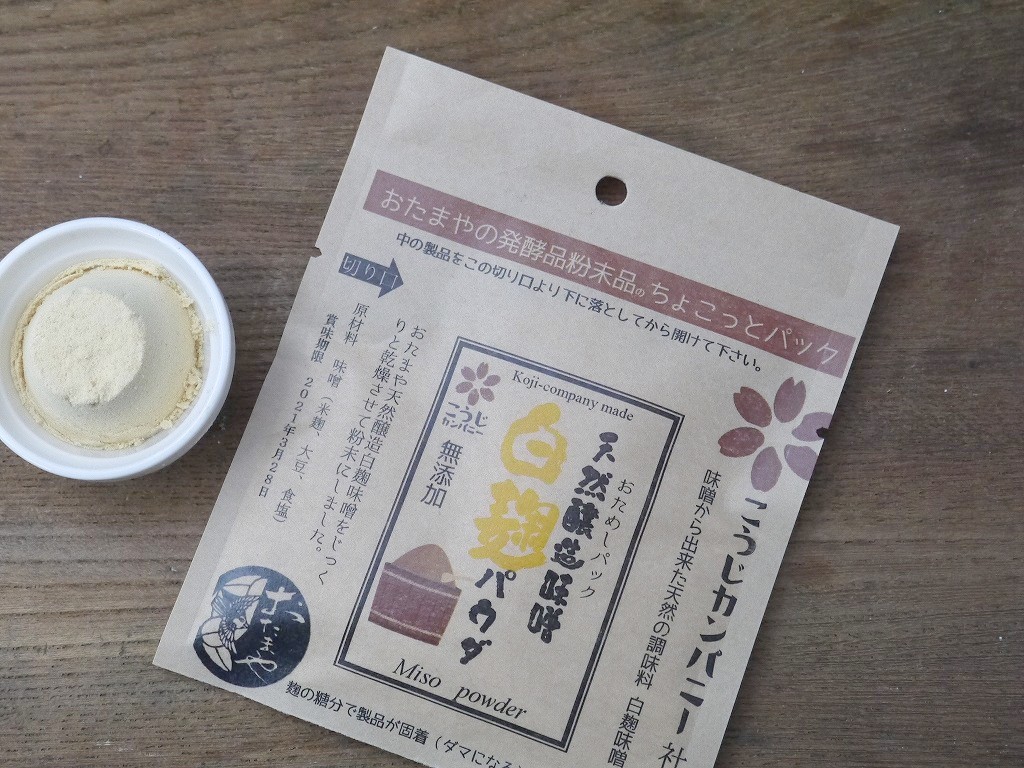 おたまやの発酵品粉末品のちょこっとパック
中の製品をこの切り口より下に落としてから開けて下さい。
切り口
こうじカンパニー社
味噌から出来た天然の調味料 白麹味噌
Koji-company made
こうじ
カンパニー
無添加
おためしパック
天然醸造味噌
白麹パウダ
Miso powder
おたまや天然醸造白麹味噌をじっく
りと乾燥させて粉末にしました。
原材料 味噌(米麹、大豆、食塩)
賞味期限 2021年3月28日
おたまや
麹の糖分で製品が固着(ダマになる